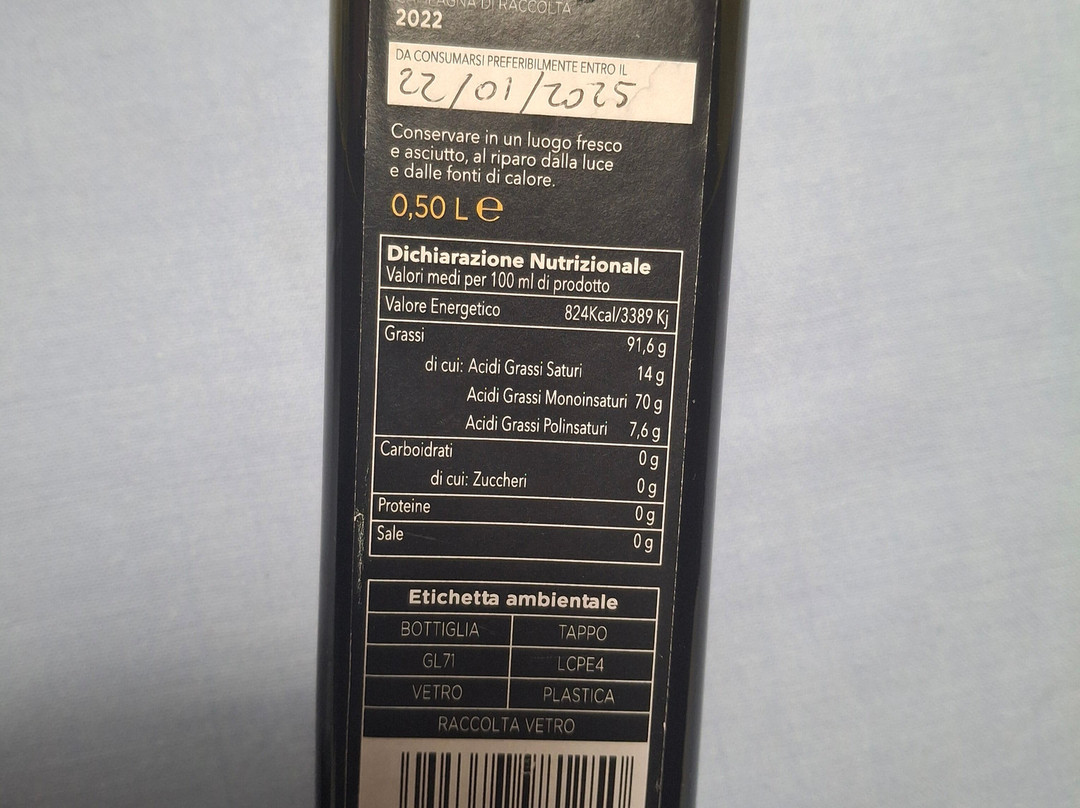 DI RACCOLTA
2022
DA CONSUMARSI PREFERIBILMENTE ENTRO IL
22/01/2025
Conservare in un luogo fresco
e asciutto, al riparo dalla luce
e dalle fonti di calore.
0,50 L e
Dichiarazione Nutrizionale
Valori medi per 100 ml di prodotto
Valore Energetico 824Kcal/3389 Kj
Grassi 91,6 g
di cui: Acidi Grassi Saturi 14 g
Acidi Grassi Monoinsaturi 70 g
Acidi Grassi Polinsaturi 7,6 g
Carboidrati 0 g
di cui: Zuccheri 0 g
Proteine 0 g
Sale 0 g
Etichetta ambientale
BOTTIGLIA TAPPO
GL71 LCPE4
VETRO PLASTICA
RACCOLTA VETRO